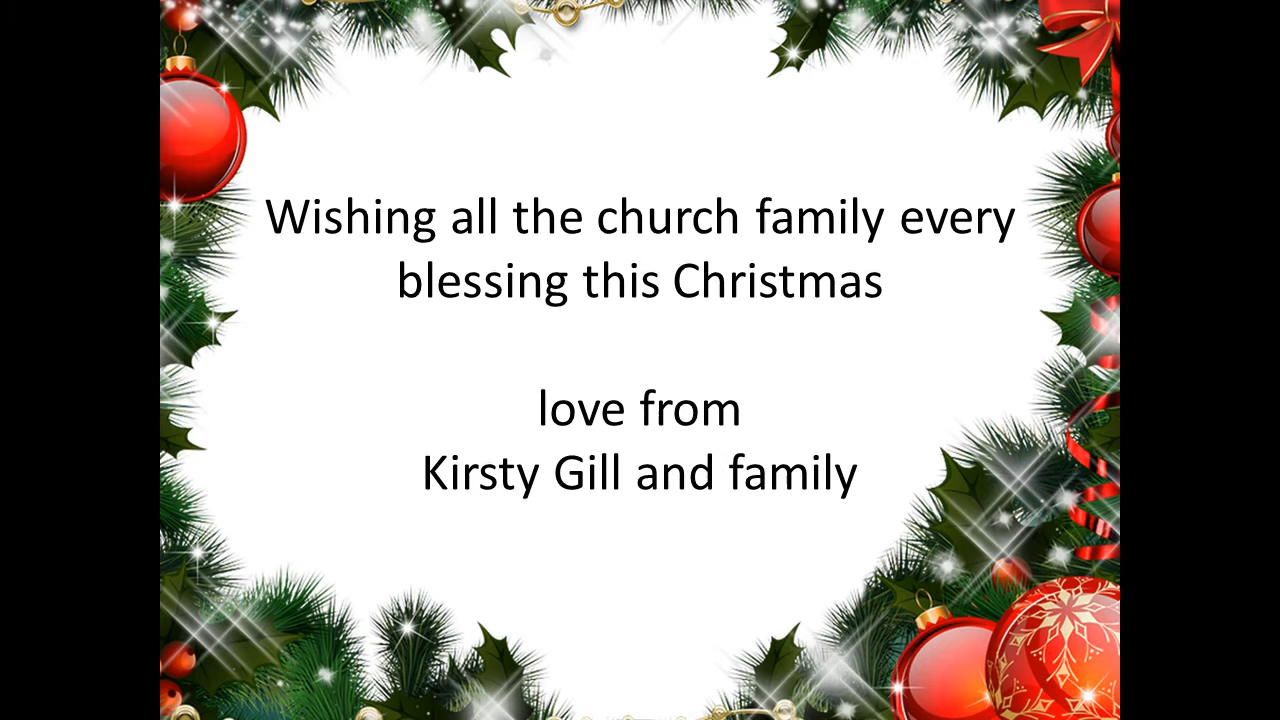 Wishing all the church family every
blessing this Christmas
love from
Kirsty Gill and family